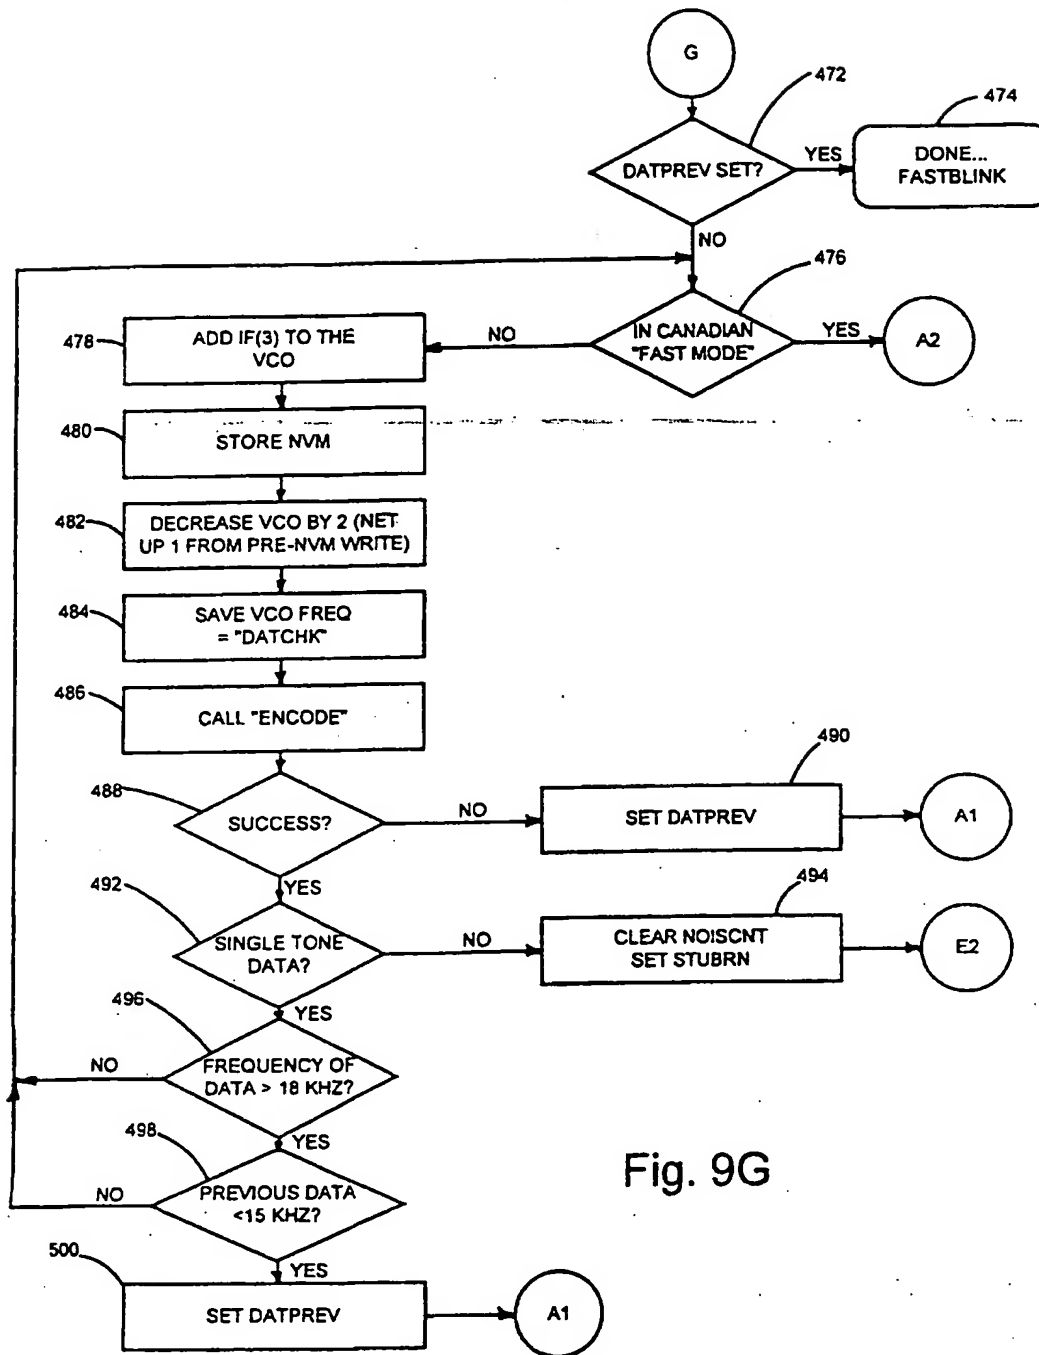 G
472
474
DATPREV SET?
YES
DONE...
FASTBLINK
NO
476
478
ADD IF(3) TO THE
VCO
NO
IN CANADIAN
"FAST MODE"
YES
A2
480
STORE NVM
482
DECREASE VCO BY 2 (NET
UP 1 FROM PRE-NVM WRITE)
484
SAVE VCO FREQ
= "DATCHK"
486
CALL "ENCODE"
488
SUCCESS?
NO
490
SET DATPREV
A1
YES
492
SINGLE TONE
DATA?
NO
494
CLEAR NOISCNT
SET STUBRN
E2
YES
496
NO
FREQUENCY OF
DATA > 18 KHZ?
YES
498
NO
PREVIOUS DATA
<15 KHZ?
YES
500
SET DATPREV
A1
Fig. 9G